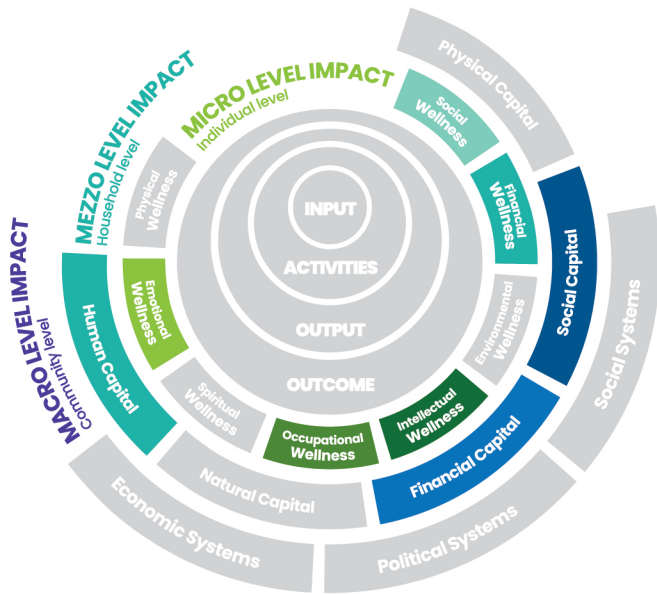 MICRO LEVEL IMPACT
Individual level
MEZZO LEVEL IMPACT
Household level
MACRO LEVEL IMPACT
Community level
INPUT
ACTIVITIES
OUTPUT
OUTCOME
Social
Wellness
Financial
Wellness
Environmental
Wellness
Intellectual
Wellness
Occupational
Wellness
Spiritual
Wellness
Emotional
Wellness
Physical
Wellness
Physical Capital
Social Capital
Financial Capital
Natural Capital
Human Capital
Social Systems
Political Systems
Economic Systems